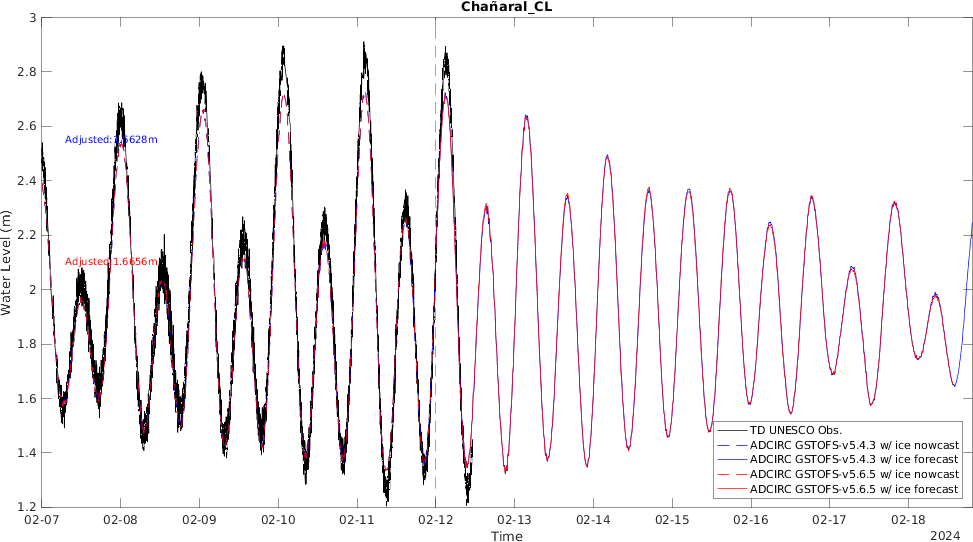 Chañaral_CL
3
2.8
2.6
2.4
2.2
2
1.8
1.6
1.4
1.2
Water Level (m)
Adjusted:1.6628m
Adjusted:1.6656m
TD UNESCO Obs.
ADCIRC GSTOFS-v5.4.3 w/ ice nowcast
ADCIRC GSTOFS-v5.4.3 w/ ice forecast
ADCIRC GSTOFS-v5.6.5 w/ ice nowcast
ADCIRC GSTOFS-v5.6.5 w/ ice forecast
02-07 02-08 02-09 02-10 02-11 02-12 02-13 02-14 02-15 02-16 02-17 02-18
Time
2024